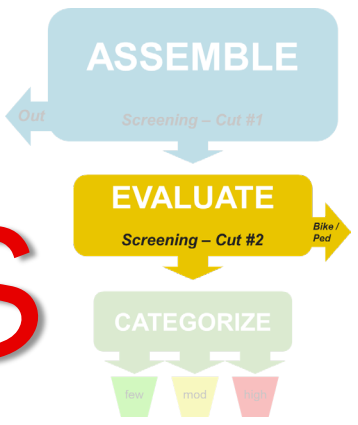 ASSEMBLE
Out
Screening – Cut #1
EVALUATE
Screening – Cut #2
Bike /
Ped
S
CATEGORIZE
few mod high